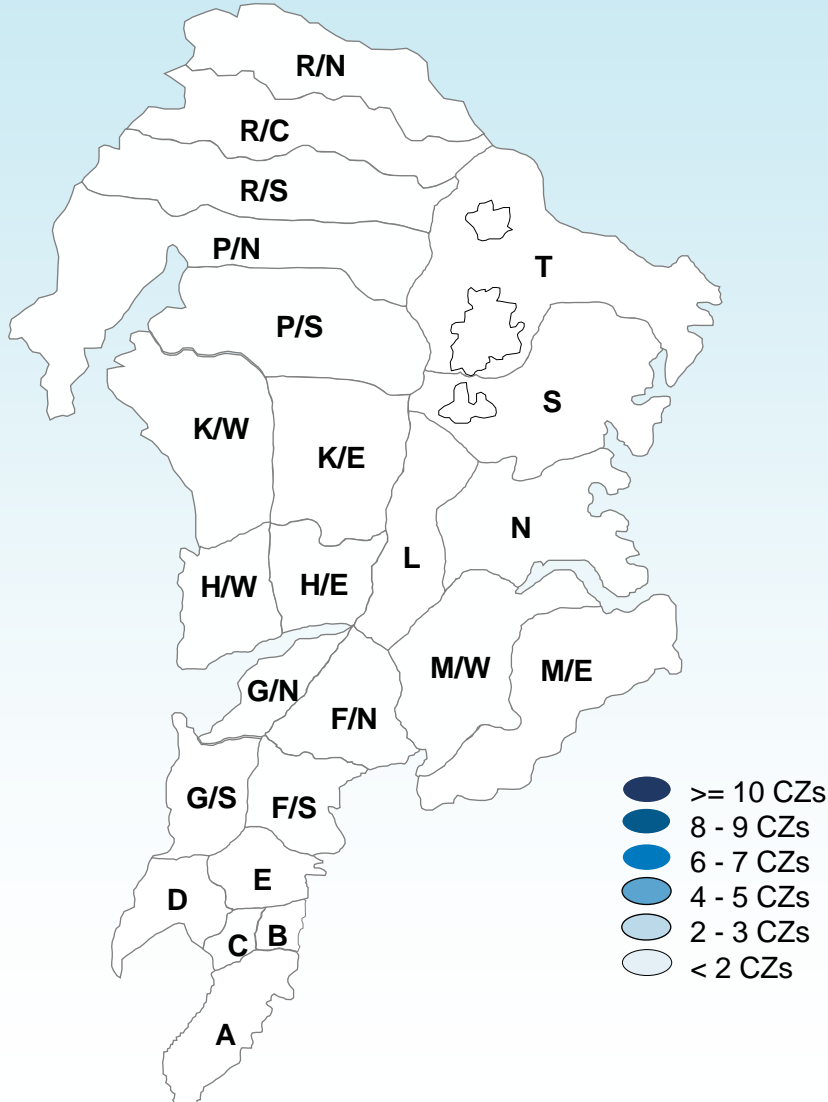 R/N
R/C
R/S
P/N
T
P/S
S
K/W
K/E
N
L
H/W
H/E
M/W
M/E
G/N
F/N
G/S
F/S
E
D
C
B
A
>= 10 CZs
8 - 9 CZs
6 - 7 CZs
4 - 5 CZs
2 - 3 CZs
< 2 CZs